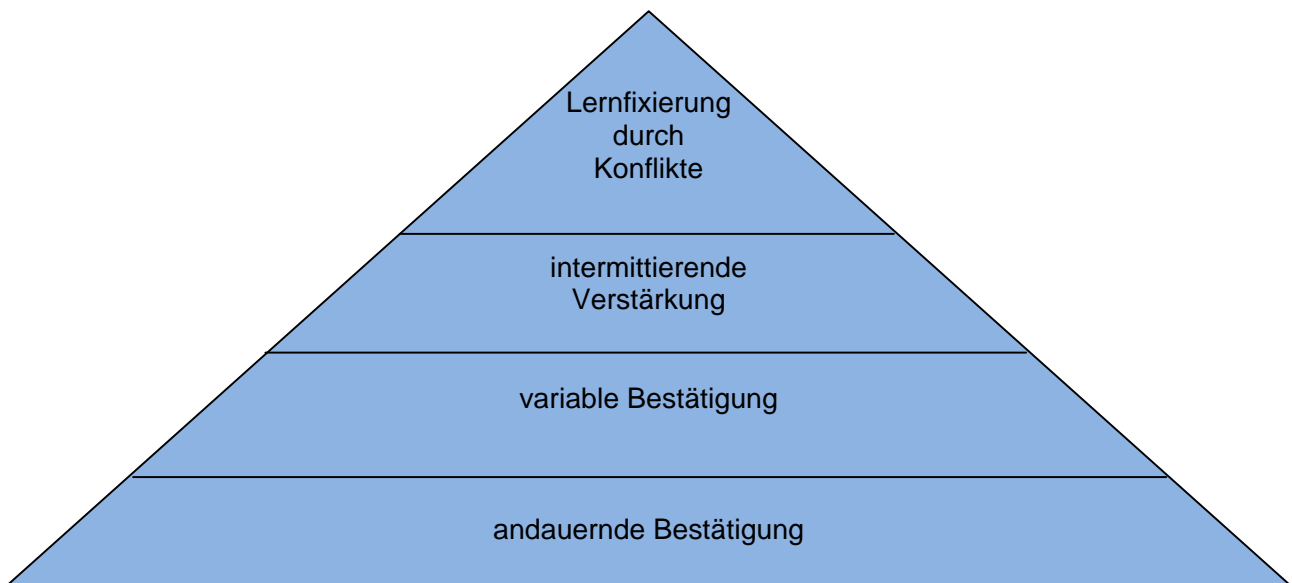 Lernfixierung
durch
Konflikte
intermittierende
Verstärkung
variable Bestätigung
andauernde Bestätigung